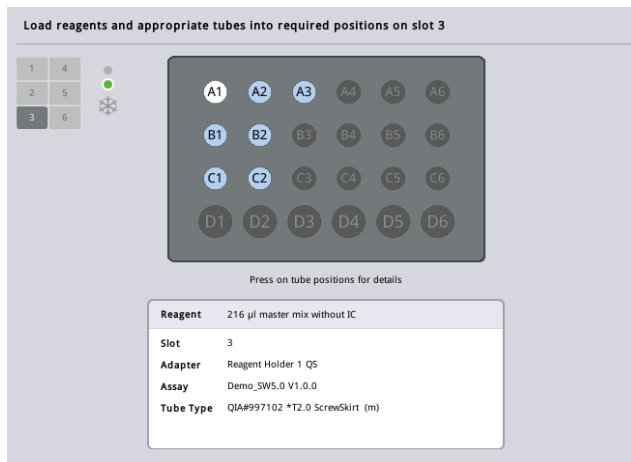 Load reagents and appropriate tubes into required positions on slot 3
1 4
2 5
3 6
A1 A2 A3 A4 A5 A6
B1 B2 B3 B4 B5 B6
C1 C2 C3 C4 C5 C6
D1 D2 D3 D4 D5 D6
Press on tube positions for details
Reagent 216 µl master mix without IC
Slot 3
Adapter Reagent Holder 1 QS
Assay Demo_SW5.0 V1.0.0
Tube Type QIA#997102 *T2.0 ScrewSkirt (m)